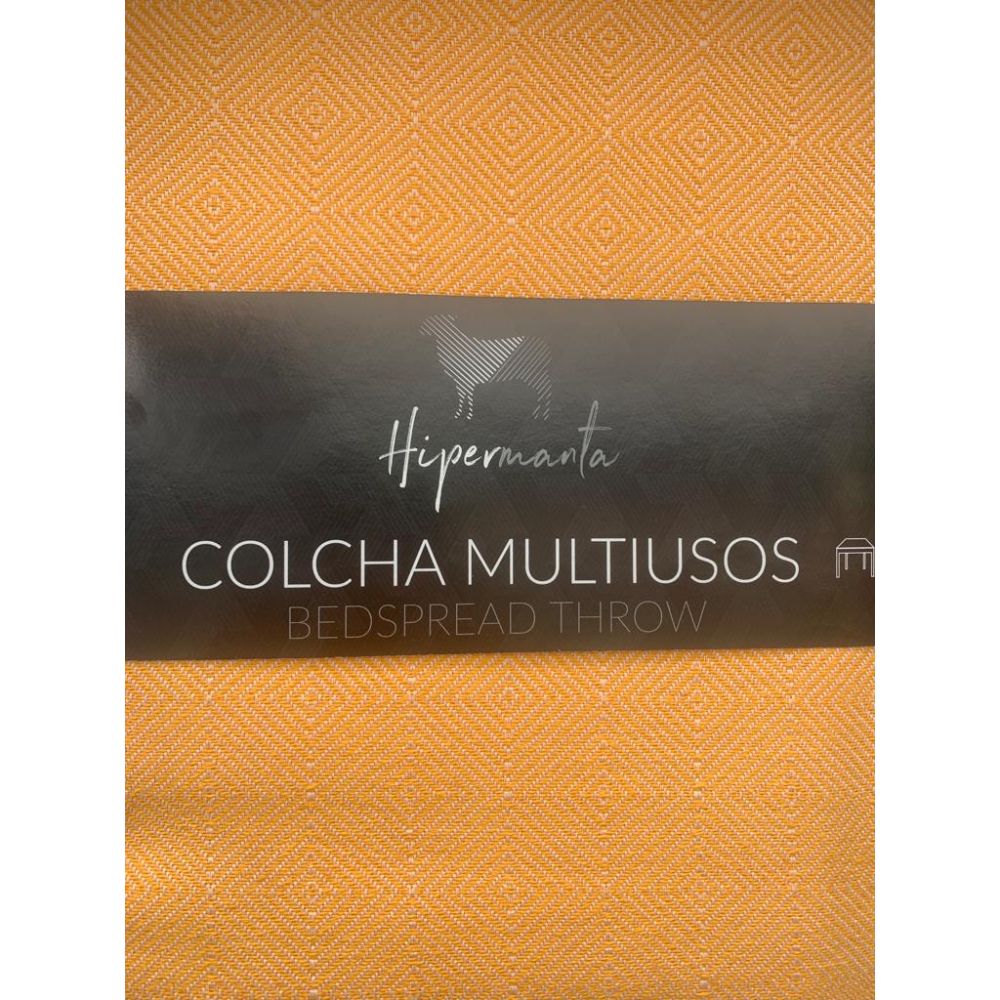 Hipermanta
COLCHA MULTIUSOS
BEDSPREAD THROW